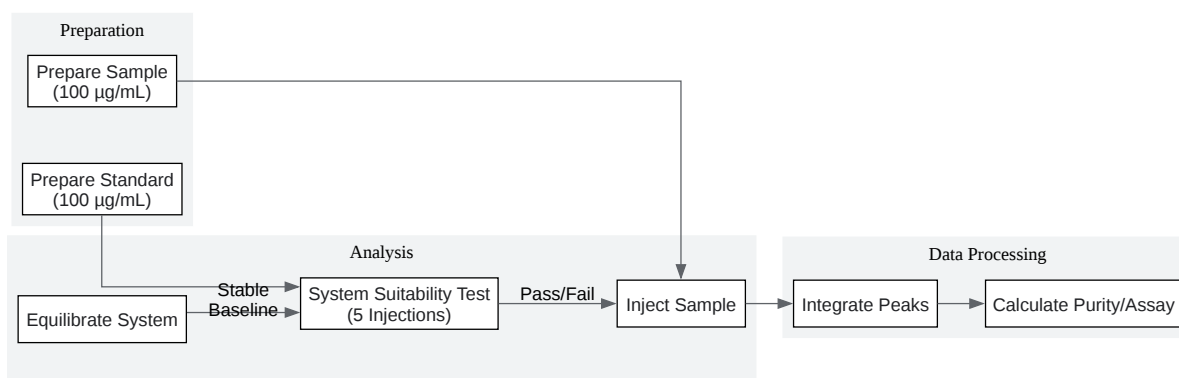 Preparation
Prepare Sample
(100 µg/mL)
Prepare Standard
(100 µg/mL)
Analysis
Equilibrate System
Stable
Baseline
System Suitability Test
(5 Injections)
Pass/Fail
Inject Sample
Data Processing
Integrate Peaks
Calculate Purity/Assay